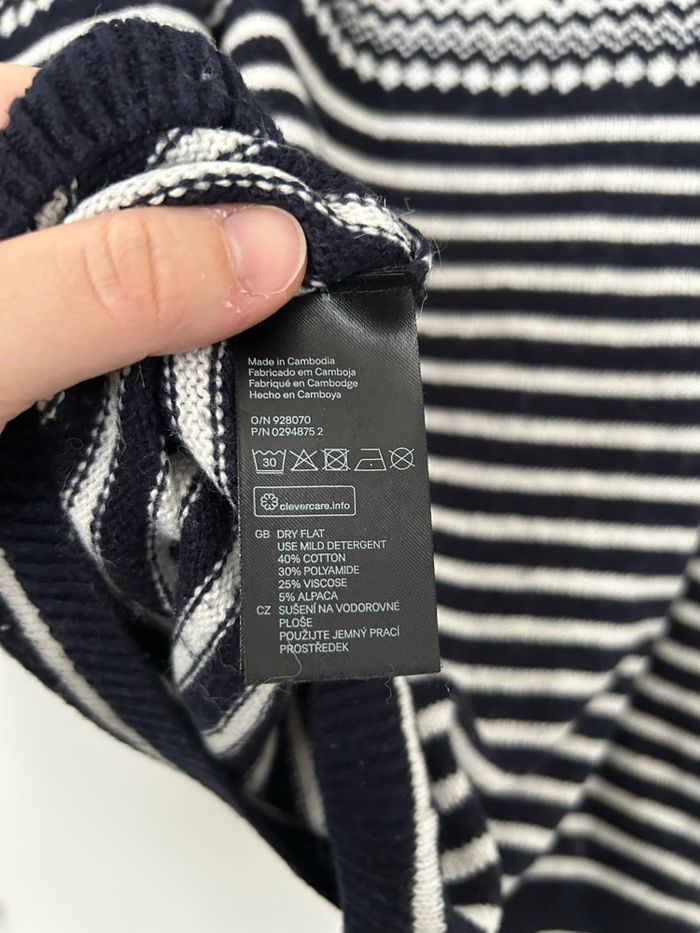 Made in Cambodia
Fabricado em Camboja
Fabriqué en Cambodge
Hecho en Camboya
O/N 928070
P/N 0294875 2
30
clevercare.info
GB DRY FLAT
USE MILD DETERGENT
40% COTTON
30% POLYAMIDE
25% VISCOSE
5% ALPACA
CZ SUŠENÍ NA VODOROVNÉ
PLOŠE
POUŽIJTE JEMNÝ PRACÍ
PROSTŘEDEK